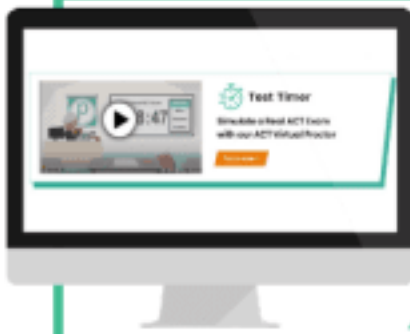 P
8:47
Test Timer
Simulate a Real ACT Exam
with our ACT Virtual Proctor